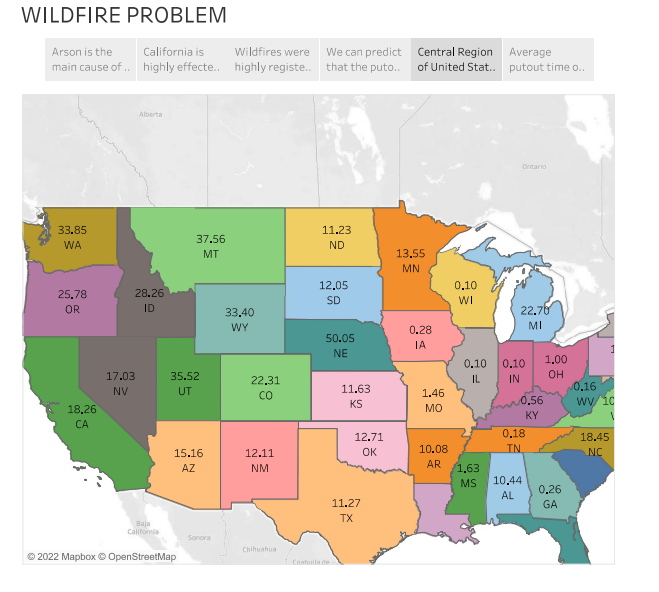 WILDFIRE PROBLEM
Arson is the
main cause of ..
California is
highly effecte..
Wildfires were
highly registe..
We can predict
that the puto..
Central Region
of United Stat..
Average
putout time o..
Alberta
Ontario
33.85
WA
37.56
MT
11.23
ND
13.55
MN
25.78
OR
28.26
ID
12.05
SD
0.10
WI
22.70
MI
33.40
WY
50.05
NE
0.28
IA
17.03
NV
35.52
UT
22.31
CO
0.10
IL
0.10
IN
1.00
OH
18.26
CA
11.63
KS
1.46
MO
0.56
KY
0.16
WV
15.16
AZ
12.11
NM
12.71
OK
10.08
AR
0.18
TN
18.45
NC
11.27
TX
1.63
MS
10.44
AL
0.26
GA
Baja
California
Sonora
Chihuahua
Coahuila de
© 2022 Mapbox © OpenStreetMap